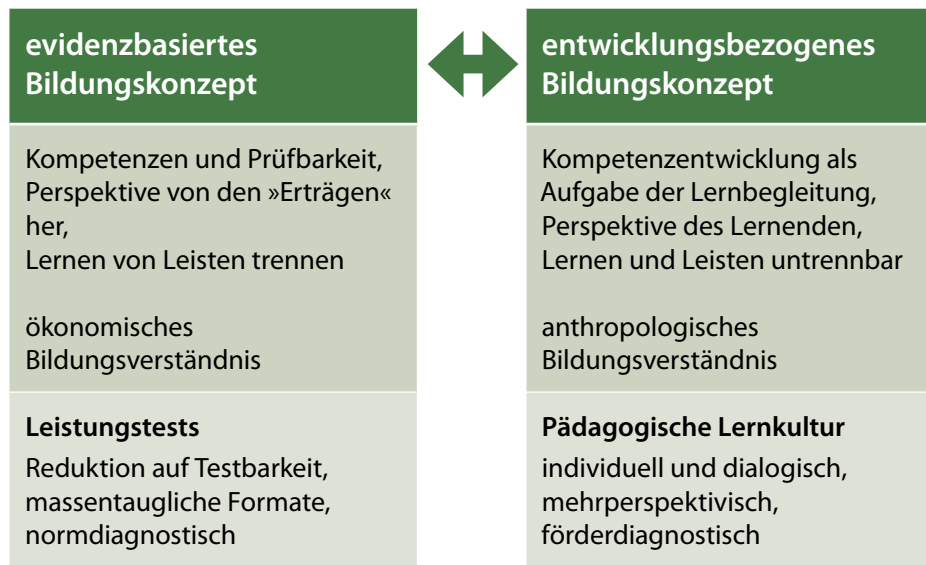 evidenzbasiertes
Bildungskonzept
Kompetenzen und Prüfbarkeit,
Perspektive von den »Erträgen«
her,
Lernen von Leisten trennen
ökonomisches
Bildungsverständnis
Leistungstests
Reduktion auf Testbarkeit,
massentaugliche Formate,
normdiagnostisch
entwicklungsbezogenes
Bildungskonzept
Kompetenzentwicklung als
Aufgabe der Lernbegleitung,
Perspektive des Lernenden,
Lernen und Leisten untrennbar
anthropologisches
Bildungsverständnis
Pädagogische Lernkultur
individuell und dialogisch,
mehrperspektivisch,
förderdiagnostisch